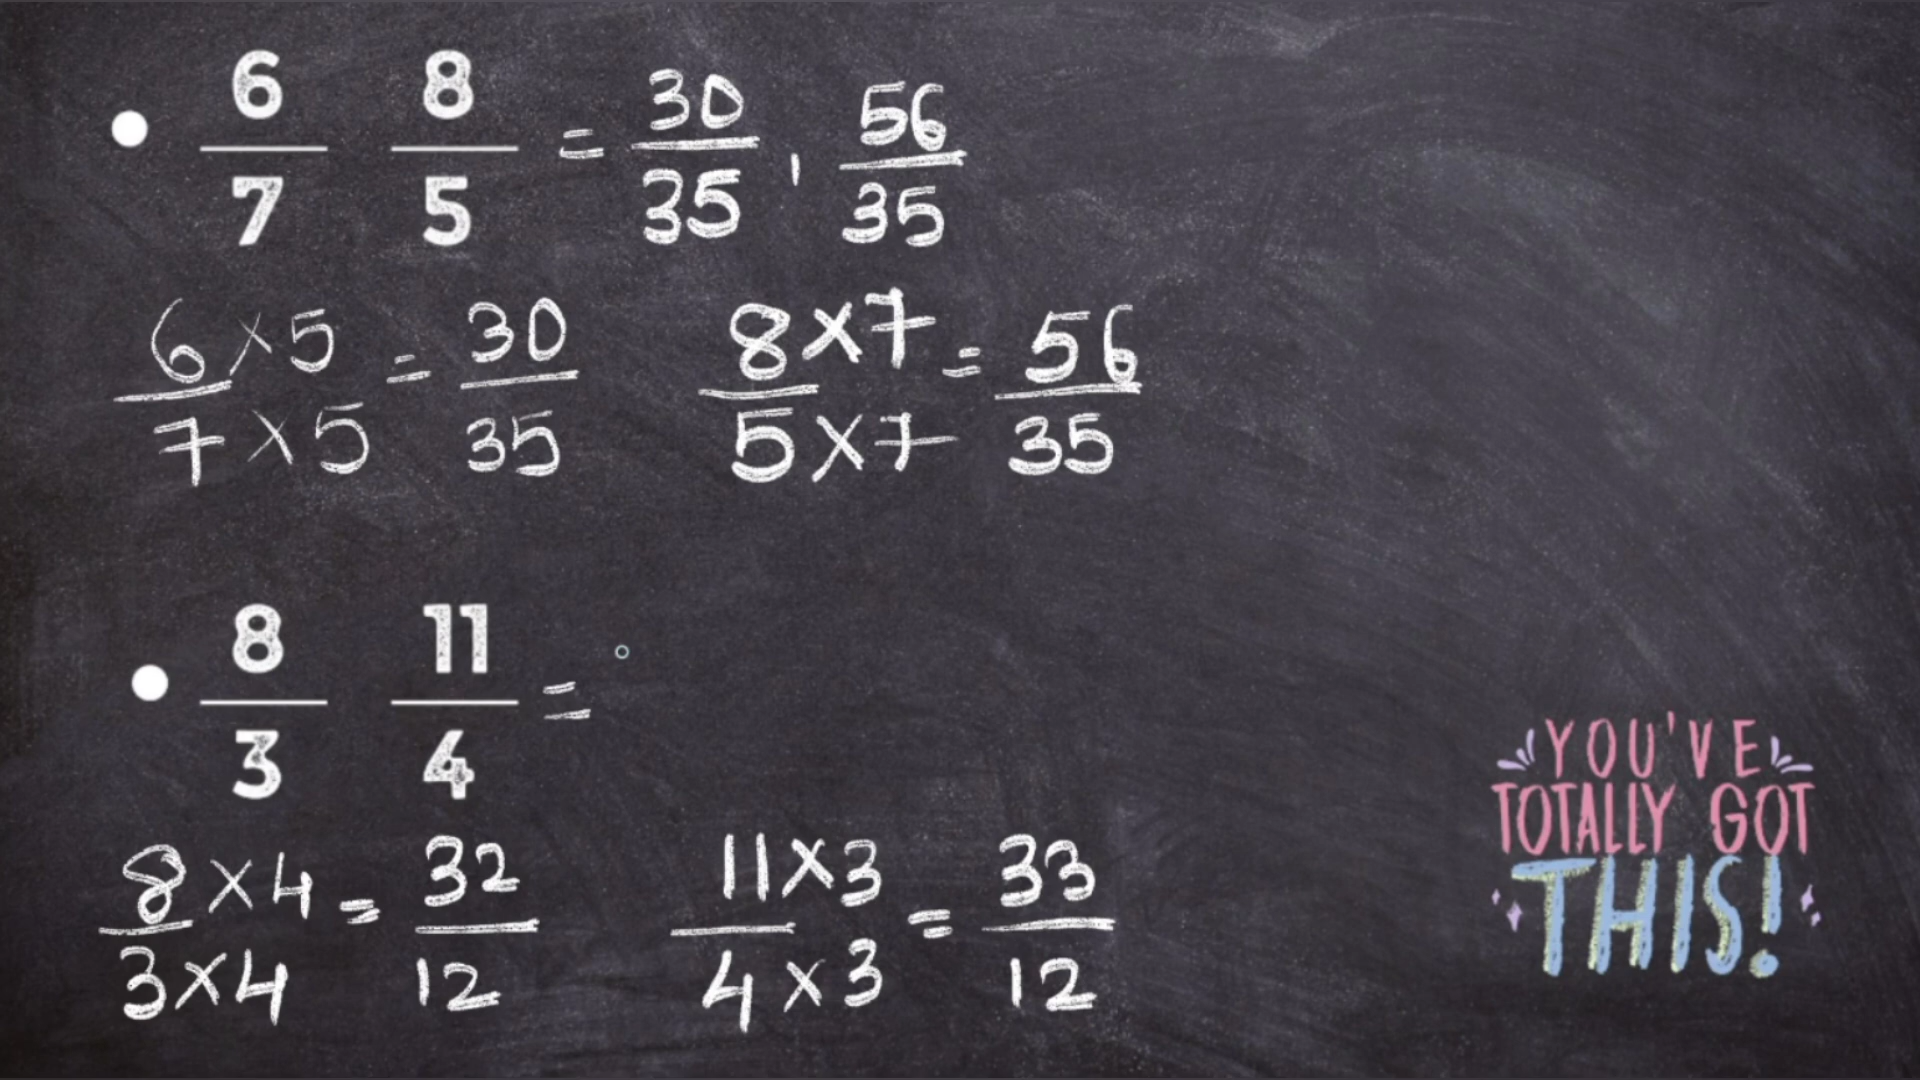 6/7 8/5 = 30/35 , 56/35
6×5/7×5 = 30/35 8×7/5×7 = 56/35
8/3 11/4 =
8×4/3×4 = 32/12 11×3/4×3 = 33/12
YOU'VE
TOTALLY GOT
THIS!